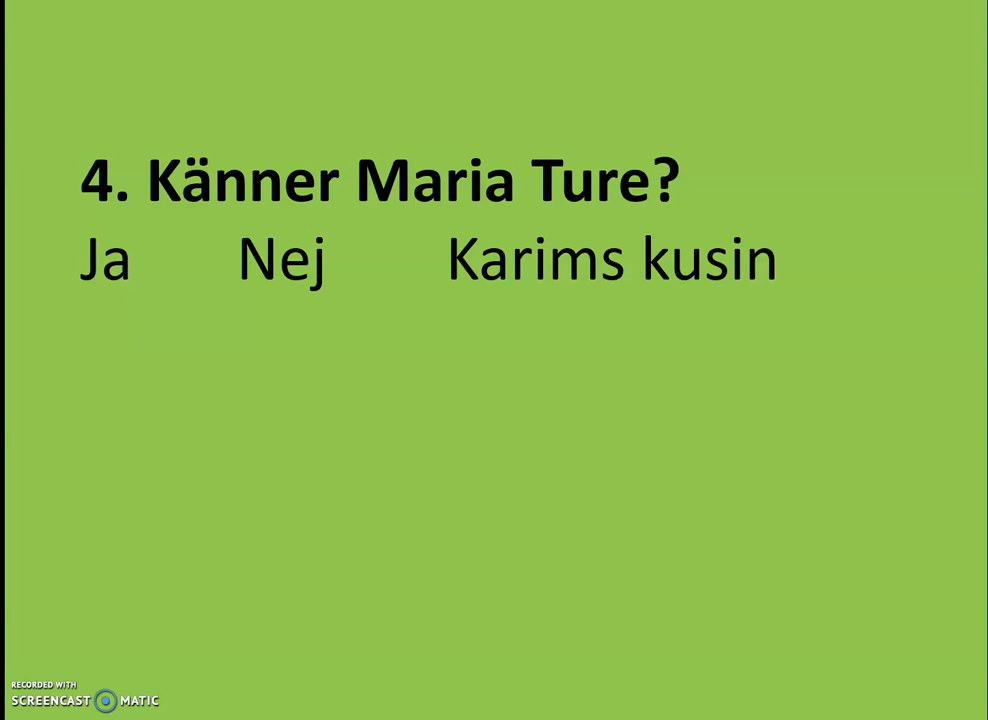 4. Känner Maria Ture?
Ja Nej Karims kusin
RECORDED WITH
SCREENCAST MATIC